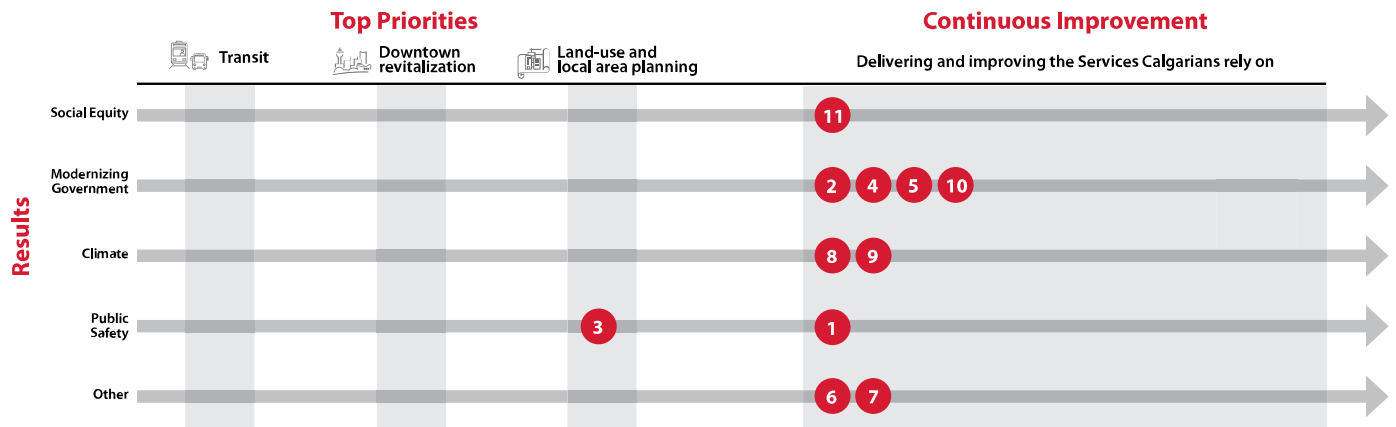 Top Priorities
Continuous Improvement
Transit
Downtown
revitalization
Land-use and
local area planning
Delivering and improving the Services Calgarians rely on
Results
Social Equity
11
Modernizing
Government
2 4 5 10
Climate
8 9
Public
Safety
3 1
Other
6 7